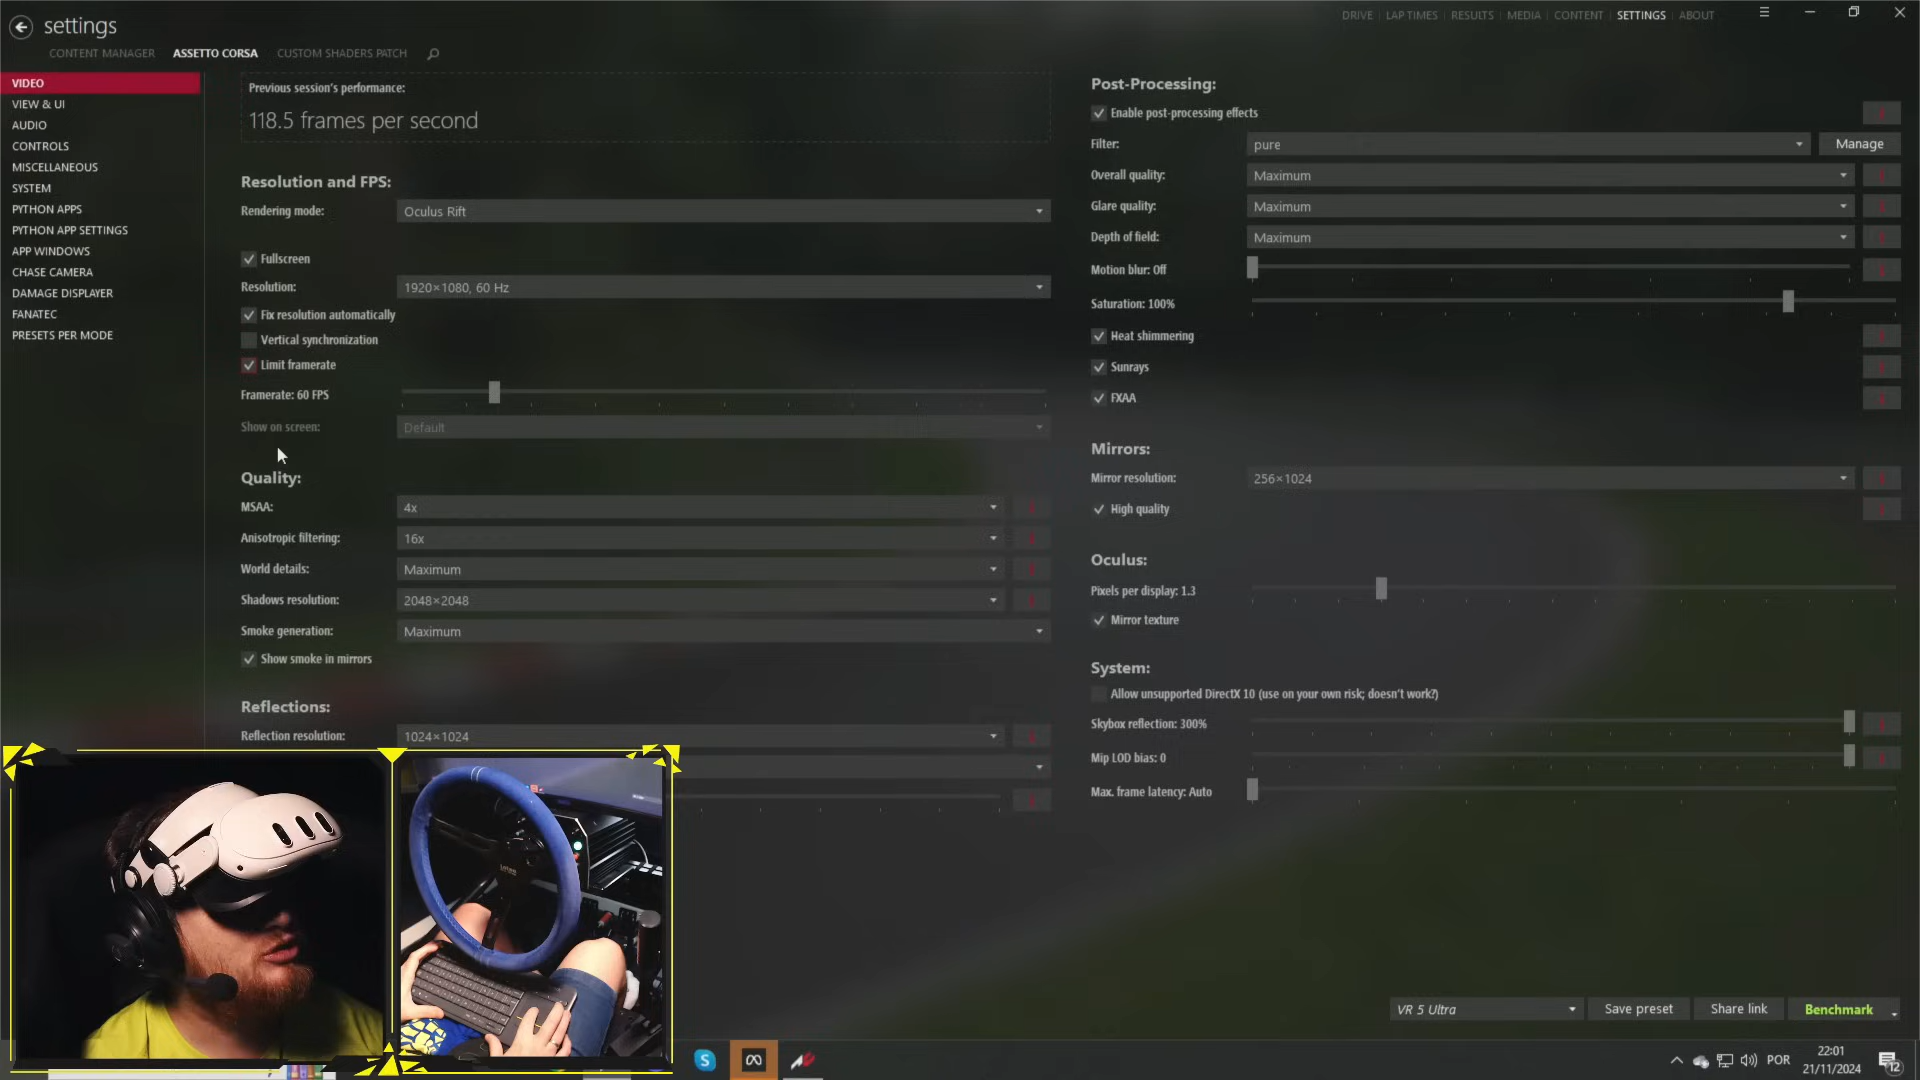 settings
DRIVE LAP TIMES RESULTS MEDIA CONTENT SETTINGS ABOUT
CONTENT MANAGER ASSETTO CORSA CUSTOM SHADERS PATCH
VIDEO
VIEW & UI
AUDIO
CONTROLS
MISCELLANEOUS
SYSTEM
PYTHON APPS
PYTHON APP SETTINGS
APP WINDOWS
CHASE CAMERA
DAMAGE DISPLAYER
FANATEC
PRESETS PER MODE
Previous session's performance:
118.5 frames per second
Resolution and FPS:
Rendering mode: Oculus Rift
Fullscreen
Resolution: 1920×1080, 60 Hz
Fix resolution automatically
Vertical synchronization
Limit framerate
Framerate: 60 FPS
Show on screen: Default
Quality:
MSAA: 4x
Anisotropic filtering: 16x
World details: Maximum
Shadows resolution: 2048×2048
Smoke generation: Maximum
Show smoke in mirrors
Reflections:
Reflection resolution: 1024×1024
Post-Processing:
Enable post-processing effects
Filter: pure Manage
Overall quality: Maximum
Glare quality: Maximum
Depth of field: Maximum
Motion blur: Off
Saturation: 100%
Heat shimmering
Sunrays
FXAA
Mirrors:
Mirror resolution: 256×1024
High quality
Oculus:
Pixels per display: 1.3
Mirror texture
System:
Allow unsupported DirectX 10 (use on your own risk; doesn't work?)
Skybox reflection: 300%
Mip LOD bias: 0
Max. frame latency: Auto
VR 5 Ultra Save preset Share link Benchmark
POR
22:01
21/11/2024
12